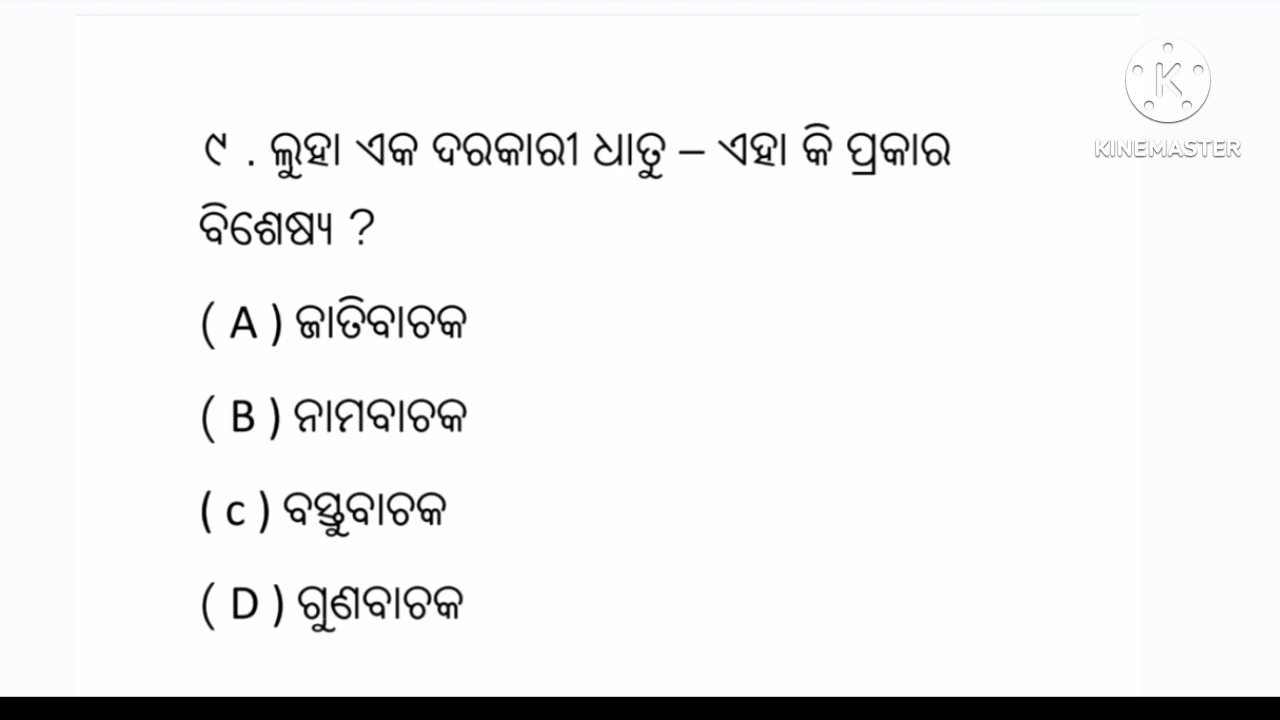 ୯ . ଲୁହା ଏକ ଦରକାରୀ ଧାତୁ – ଏହା କି ପ୍ରକାର
ବିଶେଷ୍ୟ ?
( A ) ଜାତିବାଚକ
( B ) ନାମବାଚକ
( c ) ବସ୍ତୁବାଚକ
( D ) ଗୁଣବାଚକ
K
KINEMASTER